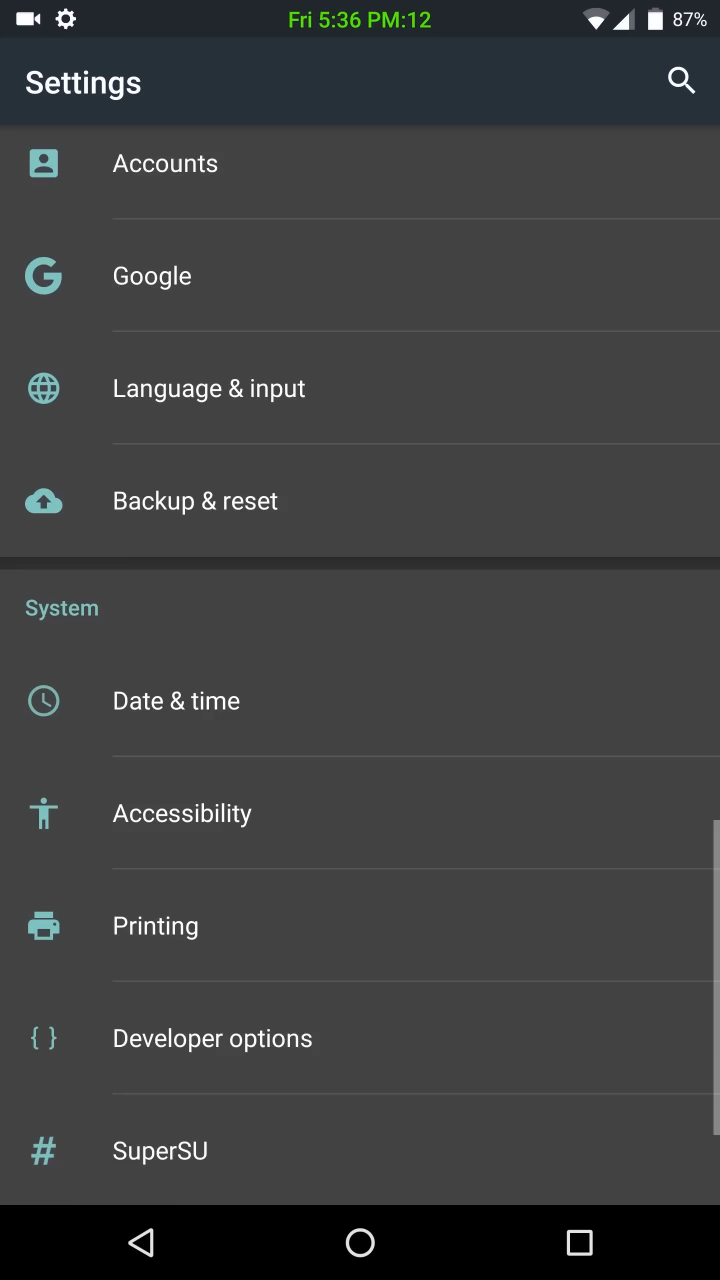 Fri 5:36 PM:12
87%
Settings
Accounts
Google
Language & input
Backup & reset
System
Date & time
Accessibility
Printing
Developer options
SuperSU